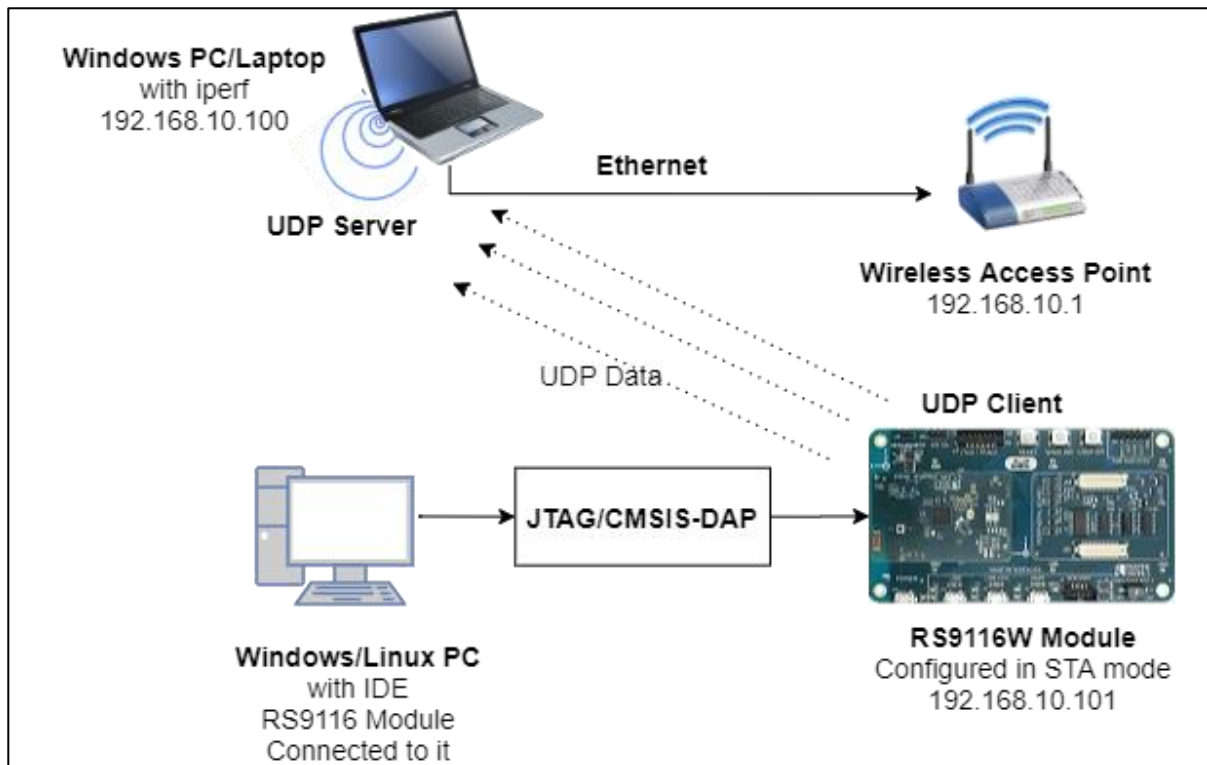 Windows PC/Laptop
with iperf
192.168.10.100
UDP Server
Ethernet
Wireless Access Point
192.168.10.1
UDP Data
UDP Client
JTAG/CMSIS-DAP
Windows/Linux PC
with IDE
RS9116 Module
Connected to it
RS9116W Module
Configured in STA mode
192.168.10.101